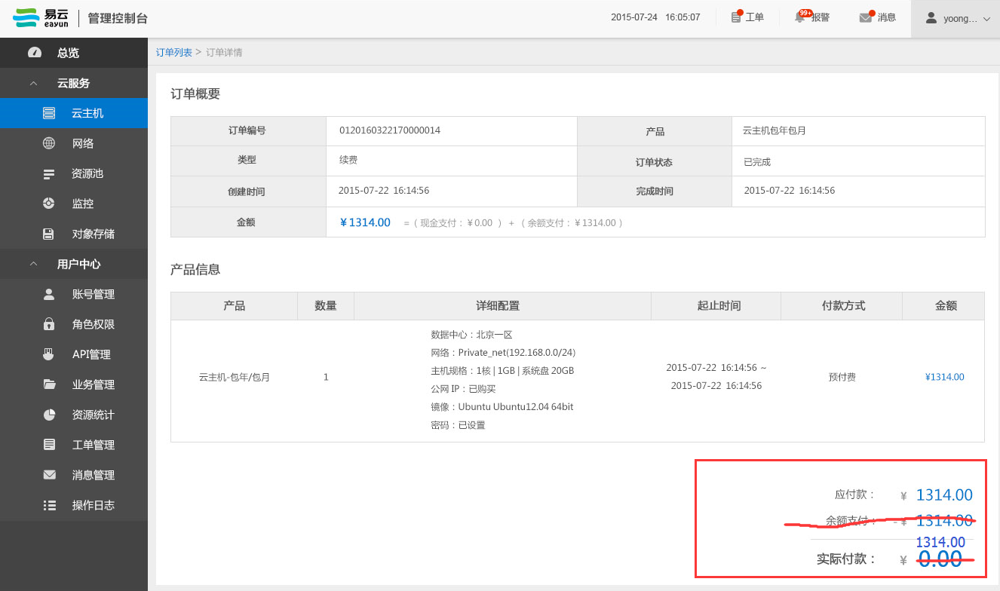 易云 eayun 管理控制台 2015-07-24 16:05:07 工单 99+ 报警 消息 yoong...
总览
云服务
云主机
网络
资源池
监控
对象存储
用户中心
账号管理
角色权限
API管理
业务管理
资源统计
工单管理
消息管理
操作日志
订单列表 > 订单详情
订单概要
订单编号 0120160322170000014 产品 云主机包年包月
类型 续费 订单状态 已完成
创建时间 2015-07-22 16:14:56 完成时间 2015-07-22 16:14:56
金额 ¥1314.00 =（ 现金支付：¥0.00 ） + （ 余额支付：¥1314.00 ）
产品信息
产品 数量 详细配置 起止时间 付款方式 金额
云主机-包年/包月 1
数据中心：北京一区
网络：Private_net(192.168.0.0/24)
主机规格：1核 | 1GB | 系统盘 20GB
公网 IP：已购买
镜像：Ubuntu Ubuntu12.04 64bit
密码：已设置
2015-07-22 16:14:56 ~
2015-07-22 16:14:56
预付费 ¥1314.00
应付款： ¥ 1314.00
余额支付： -¥ 1314.00
1314.00
实际付款： ¥ 0.00